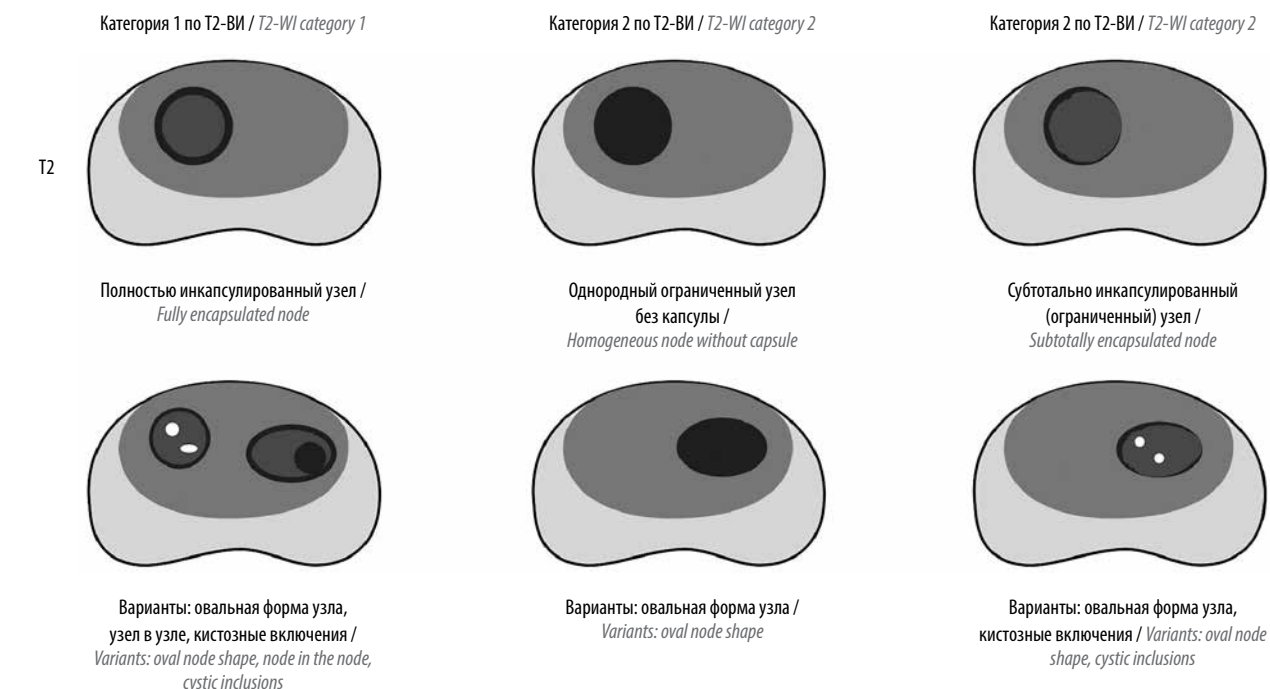 Категория 1 по Т2-ВИ / T2-WI category 1
Категория 2 по Т2-ВИ / T2-WI category 2
Категория 2 по Т2-ВИ / T2-WI category 2
Т2
Полностью инкапсулированный узел /
Fully encapsulated node
Однородный ограниченный узел
без капсулы /
Homogeneous node without capsule
Субтотально инкапсулированный
(ограниченный) узел /
Subtotally encapsulated node
Варианты: овальная форма узла,
узел в узле, кистозные включения /
Variants: oval node shape, node in the node,
cystic inclusions
Варианты: овальная форма узла /
Variants: oval node shape
Варианты: овальная форма узла,
кистозные включения / Variants: oval node
shape, cystic inclusions